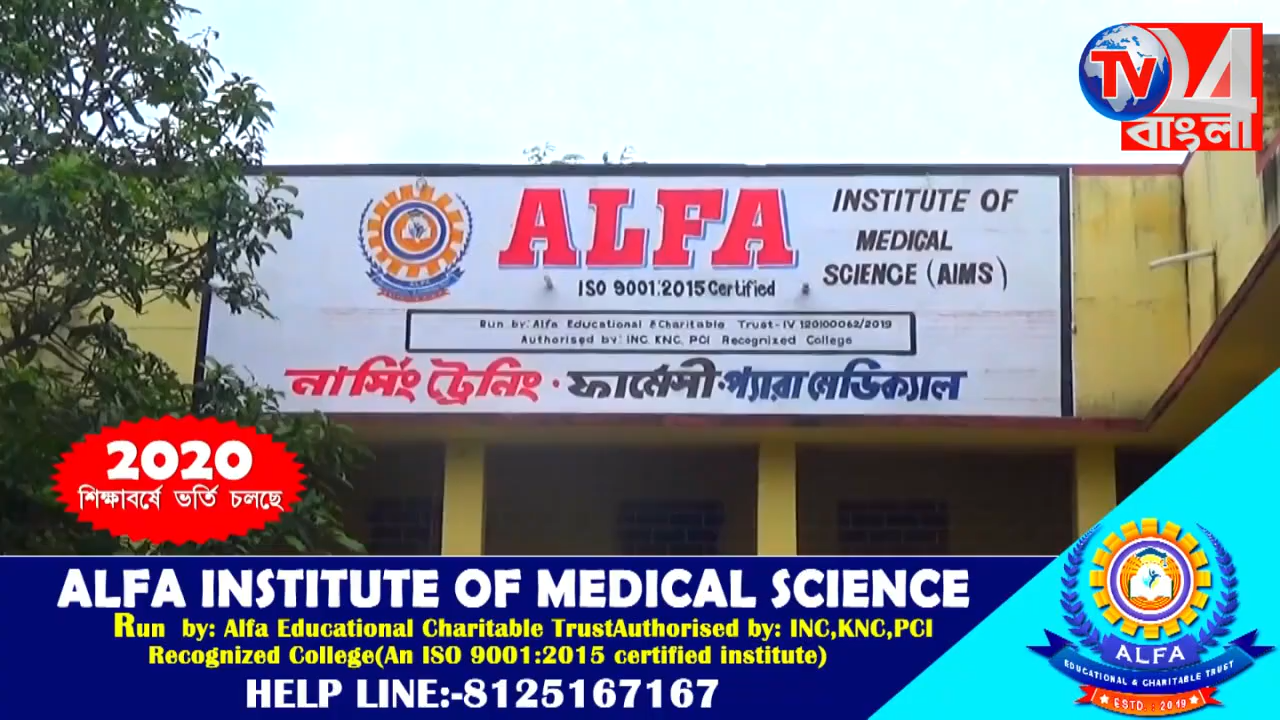 TV 24
বাংলা
ALFA
INSTITUTE OF
MEDICAL
SCIENCE (AIMS)
ISO 9001:2015 Certified
Run by: Alfa Educational & Charitable Trust-IV 120100062/2019
Authorised by: INC, KNC, PCI Recognized College
নার্সিং ট্রেনিং · ফার্মেসী · প্যারামেডিক্যাল
2020
শিক্ষাবর্ষে ভর্তি চলছে
ALFA INSTITUTE OF MEDICAL SCIENCE
Run by: Alfa Educational Charitable TrustAuthorised by: INC,KNC,PCI
Recognized College(An ISO 9001:2015 certified institute)
HELP LINE:-8125167167
ALFA
EDUCATIONAL & CHARITABLE TRUST
ESTD : 2019